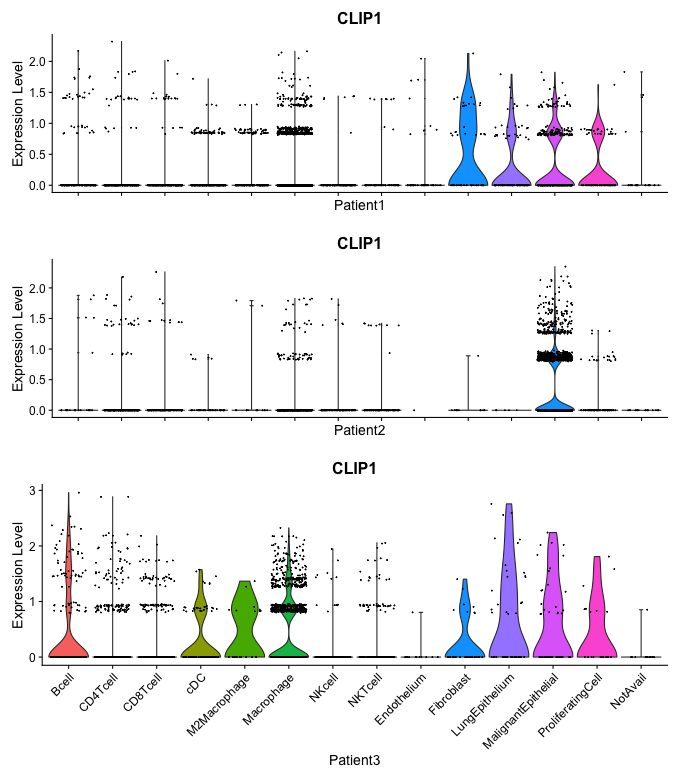 CLIP1
Expression Level
2.0
1.5
1.0
0.5
0.0
Patient1
CLIP1
Expression Level
2.0
1.5
1.0
0.5
0.0
Patient2
CLIP1
Expression Level
3
2
1
0
Bcell
CD4Tcell
CD8Tcell
cDC
M2Macrophage
Macrophage
NKcell
NKTcell
Endothelium
Fibroblast
LungEpithelium
MalignantEpithelial
ProliferatingCell
NotAvail
Patient3